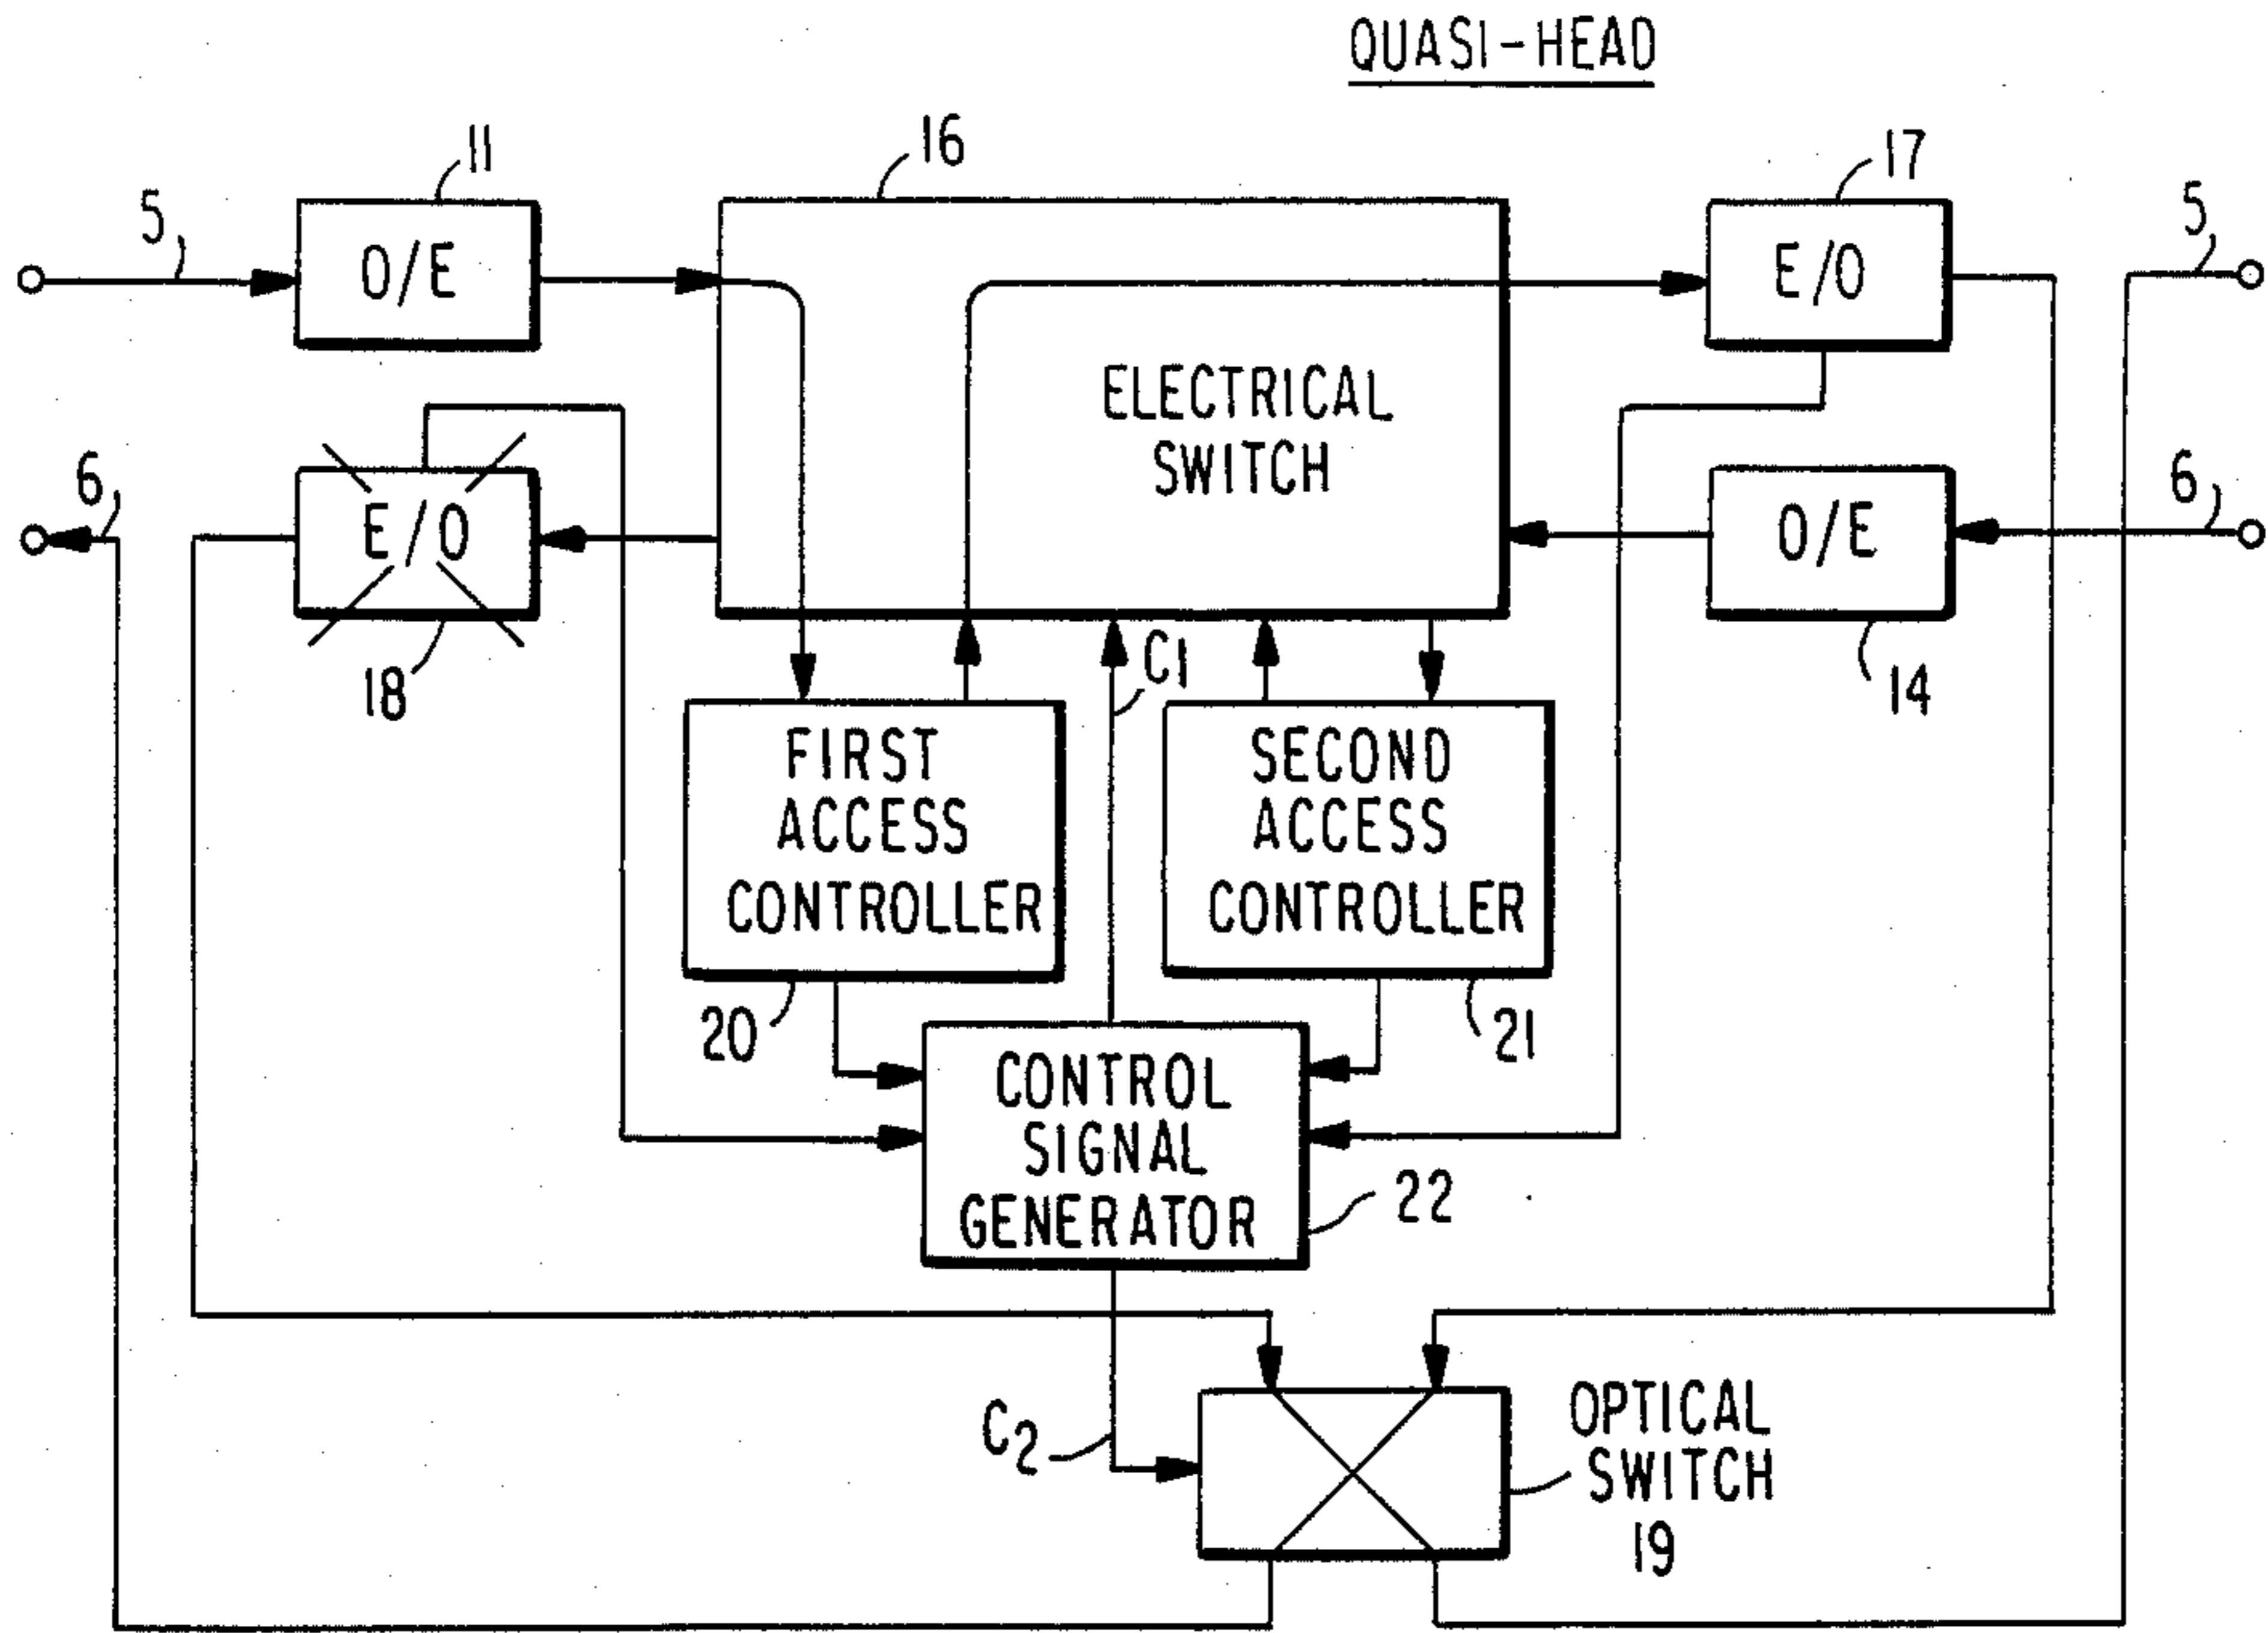 QUASI-HEAD
11
16
17
5
5
O/E
E/O
ELECTRICAL
SWITCH
6
6
E/O
O/E
18
C1
14
FIRST
ACCESS
CONTROLLER
SECOND
ACCESS
CONTROLLER
20
21
CONTROL
SIGNAL
GENERATOR
22
C2
OPTICAL
SWITCH
19